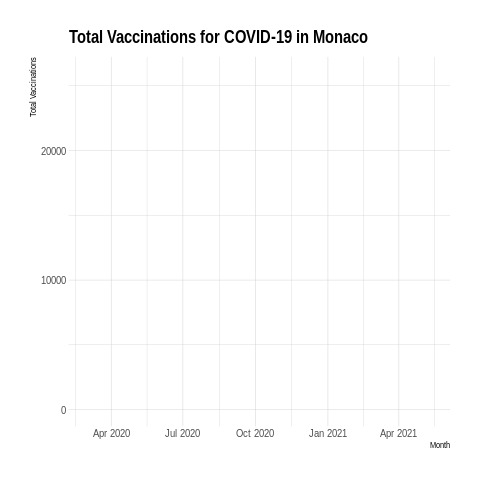 Total Vaccinations for COVID-19 in Monaco
Total Vaccinations
20000
10000
0
Apr 2020 Jul 2020 Oct 2020 Jan 2021 Apr 2021
Month